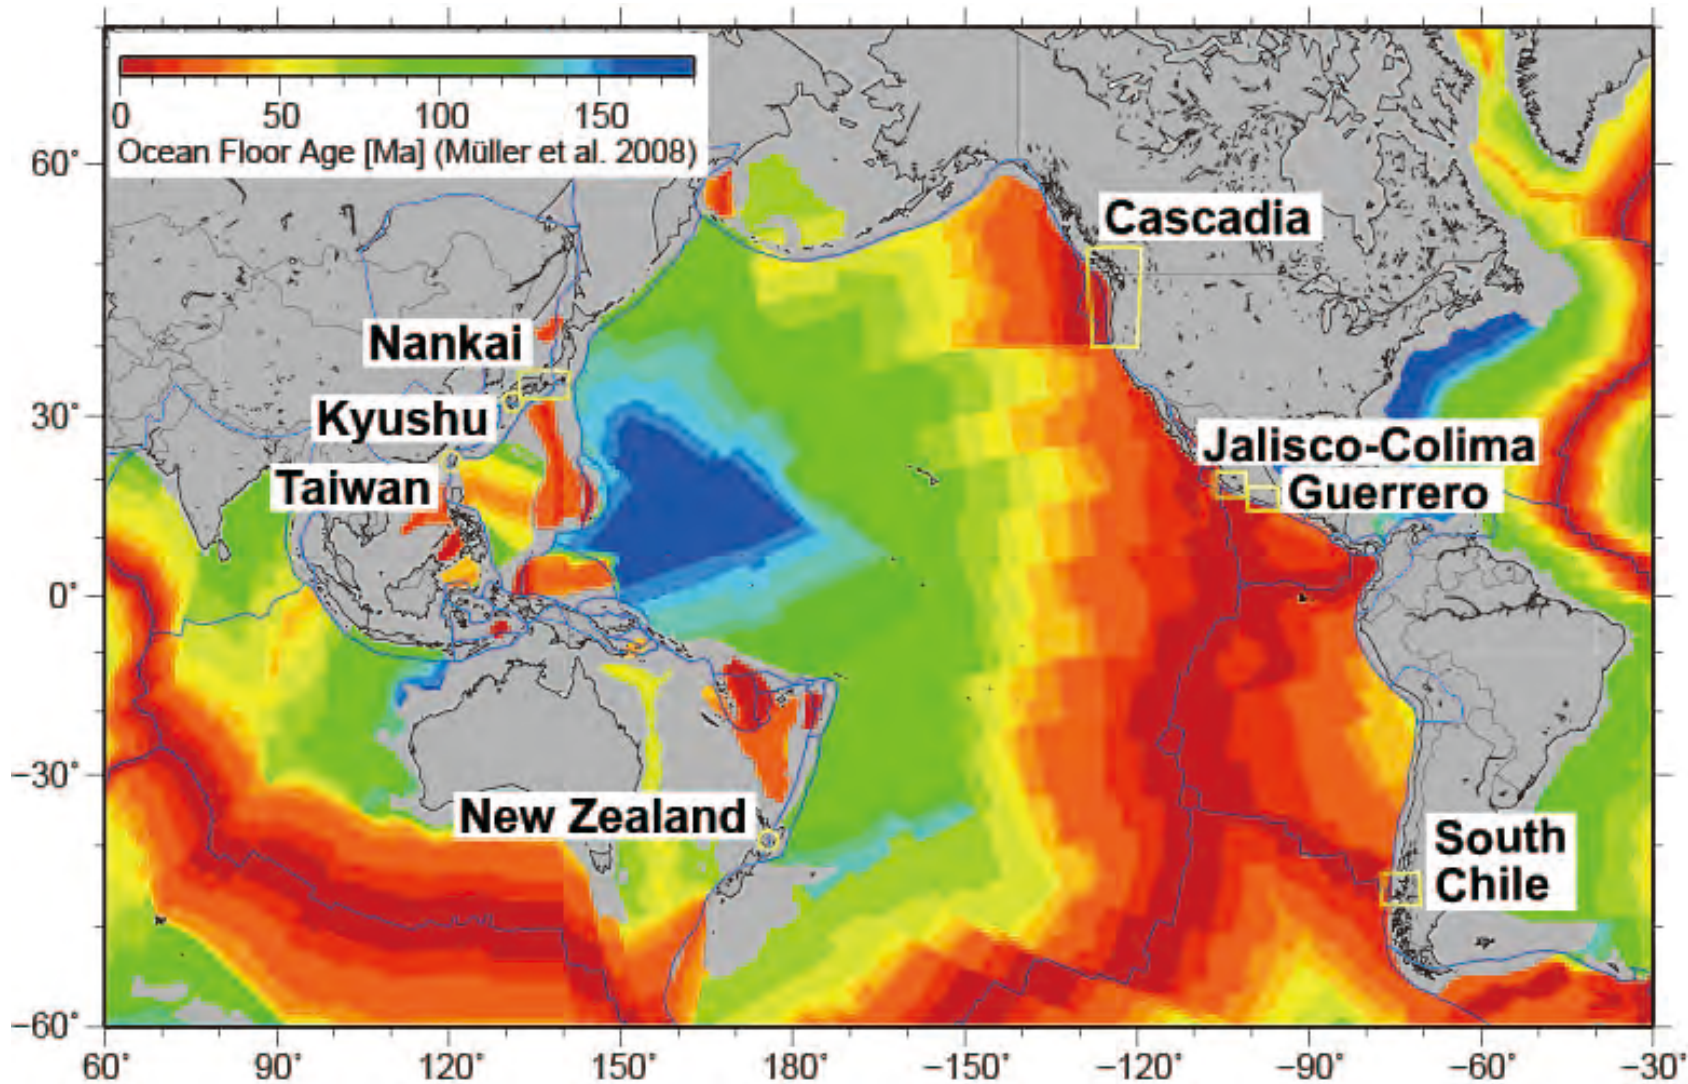 0 50 100 150
Ocean Floor Age [Ma] (Müller et al. 2008)
60°
30°
0°
−30°
−60°
Cascadia
Nankai
Kyushu
Taiwan
Jalisco-Colima
Guerrero
New Zealand
South
Chile
60° 90° 120° 150° 180° −150° −120° −90° −60° −30°